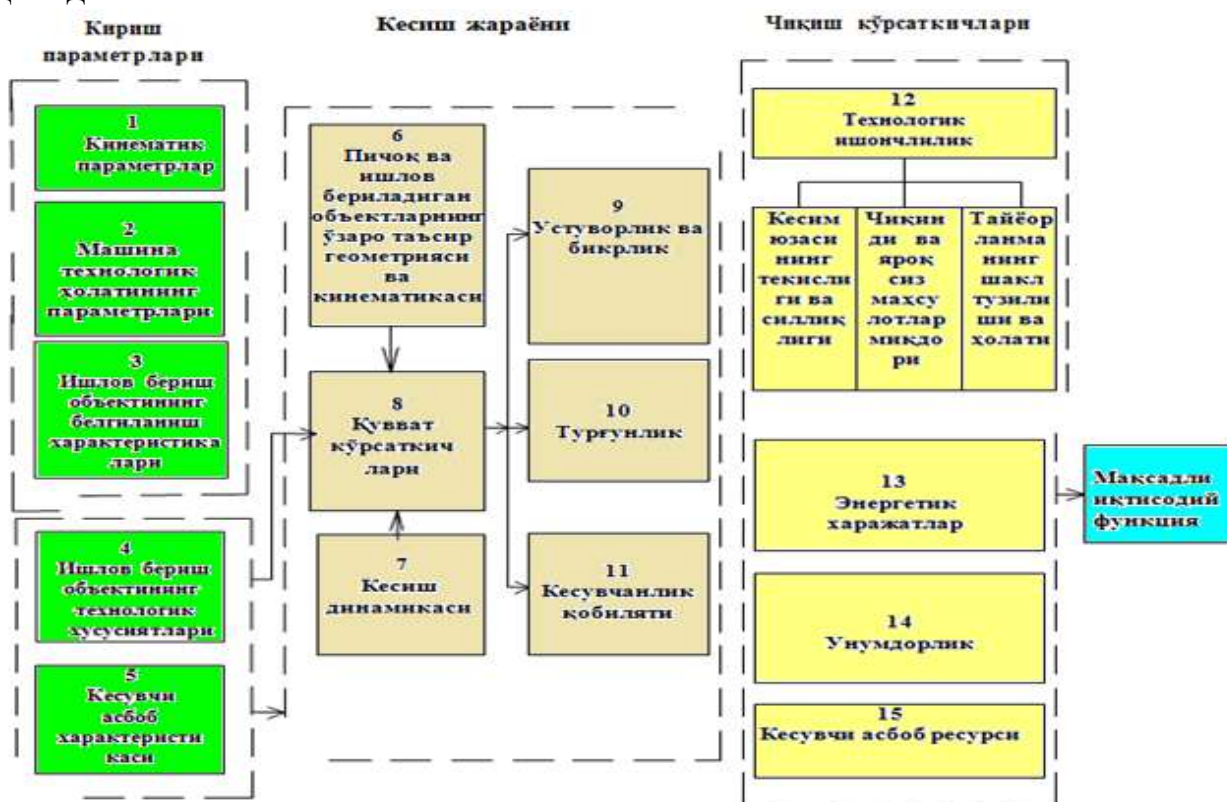 Кириш
параметрлари
Кесиш жараёни
Чиқиш кўрсаткичлари
1
Кинематик
параметрлар
2
Машина
технологик
ҳолатининг
параметрлари
3
Ишлов бериш
объектининг
белгиланиш
характеристика
лари
4
Ишлов бериш
объектининг
технологик
хусусиятлари
5
Кесувчи
асбоб
характеристи
каси
6
Пичоқ ва
ишлов
бериладиган
объектларнинг
ўзаро таъсир
геометрияси
ва
кинематикаси
8
Қувват
кўрсаткич
лари
7
Кесиш
динамикаси
9
Устуворлик ва
бикрлик
10
Турғунлик
11
Кесувчанлик
қобиляти
12
Технологик
ишончлилик
Кесим
юзаси
нинг
текисли
ги ва
силлиқ
лиги
Чиқин
ди ва
яроқ
сиз
маҳсу
лотлар
миқдо
ри
Тайёр
ланма
нинг
шакл
тузили
ши ва
ҳолати
13
Энергетик
харажатлар
14
Унумдорлик
15
Кесувчи асбоб ресурси
Мақсадли
иқтисодий
функция